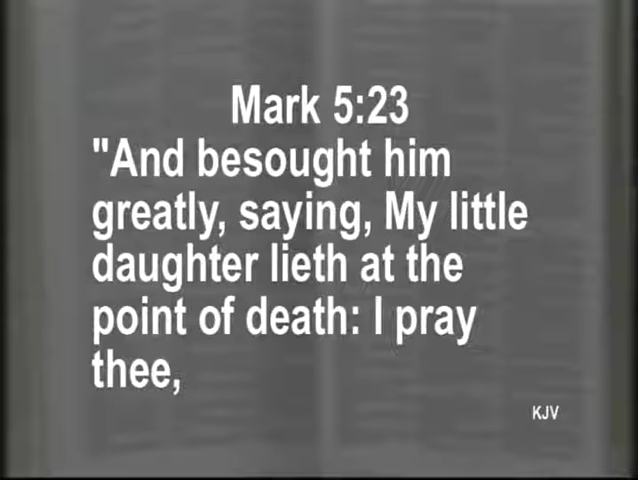 Mark 5:23
"And besought him
greatly, saying, My little
daughter lieth at the
point of death: I pray
thee,
KJV